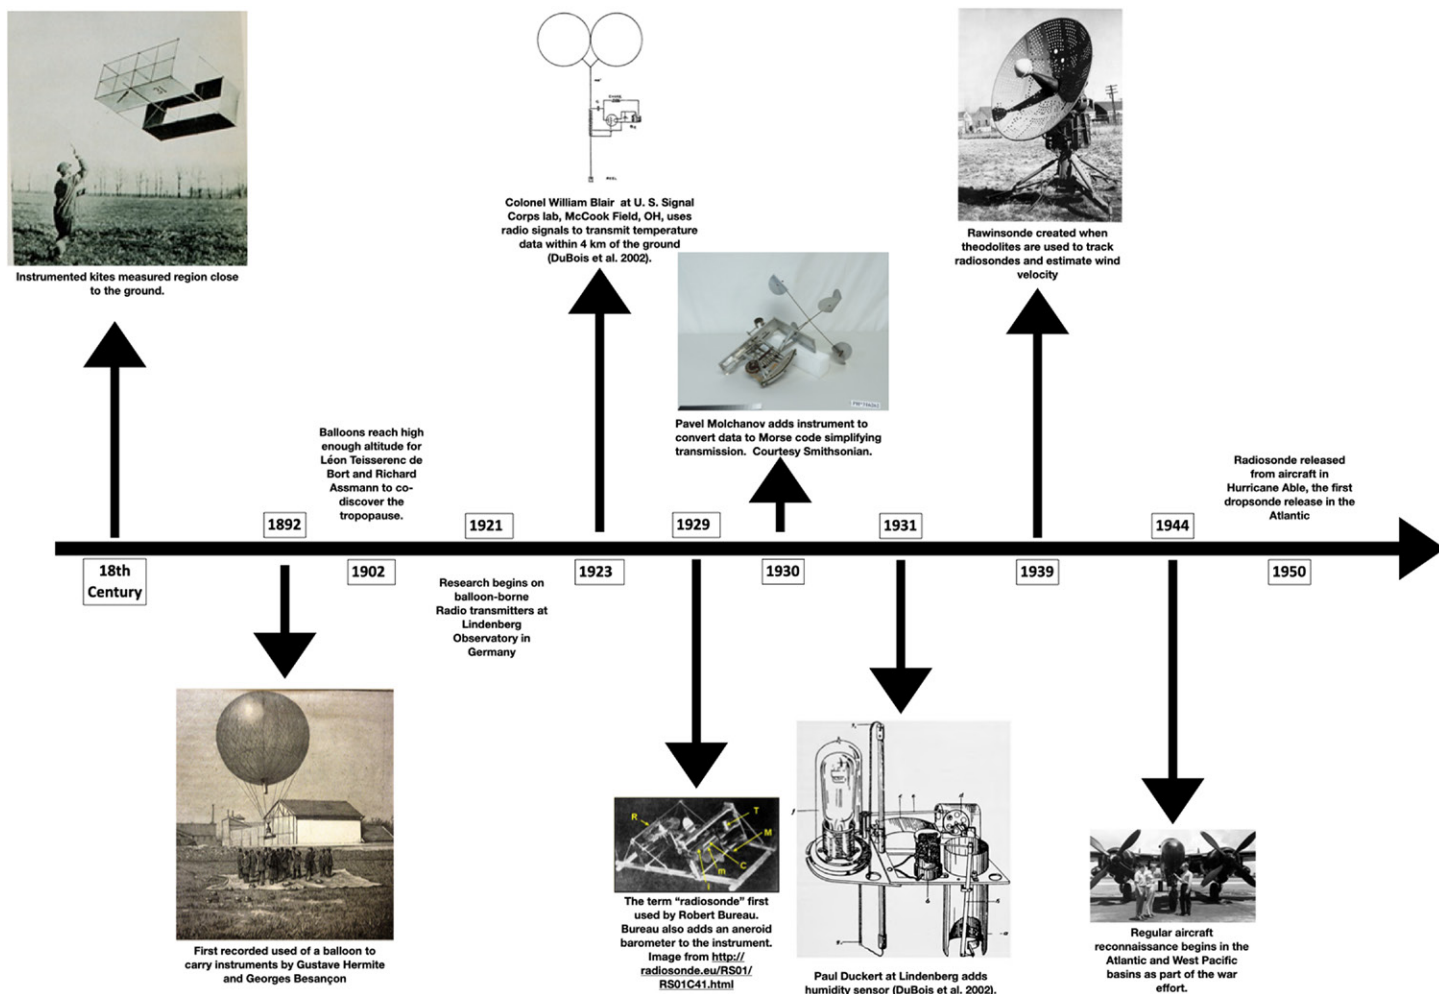 Instrumented kites measured region close
to the ground.
Colonel William Blair at U. S. Signal
Corps lab, McCook Field, OH, uses
radio signals to transmit temperature
data within 4 km of the ground
(DuBois et al. 2002).
Rawinsonde created when
theodolites are used to track
radiosondes and estimate wind
velocity
Pavel Molchanov adds instrument to
convert data to Morse code simplifying
transmission. Courtesy Smithsonian.
Balloons reach high
enough altitude for
Léon Teisserenc de
Bort and Richard
Assmann to co-
discover the
tropopause.
Radiosonde released
from aircraft in
Hurricane Able, the first
dropsonde release in the
Atlantic
1892
1921
1929
1931
1944
18th
Century
1902
1923
1930
1939
1950
Research begins on
balloon-borne
Radio transmitters at
Lindenberg
Observatory in
Germany
First recorded used of a balloon to
carry instruments by Gustave Hermite
and Georges Besançon
R
T
M
C
m
I
The term “radiosonde” first
used by Robert Bureau.
Bureau also adds an aneroid
barometer to the instrument.
Image from http://
radiosonde.eu/RS01/
RS01C41.html
Paul Duckert at Lindenberg adds
humidity sensor (DuBois et al. 2002).
Regular aircraft
reconnaissance begins in the
Atlantic and West Pacific
basins as part of the war
effort.